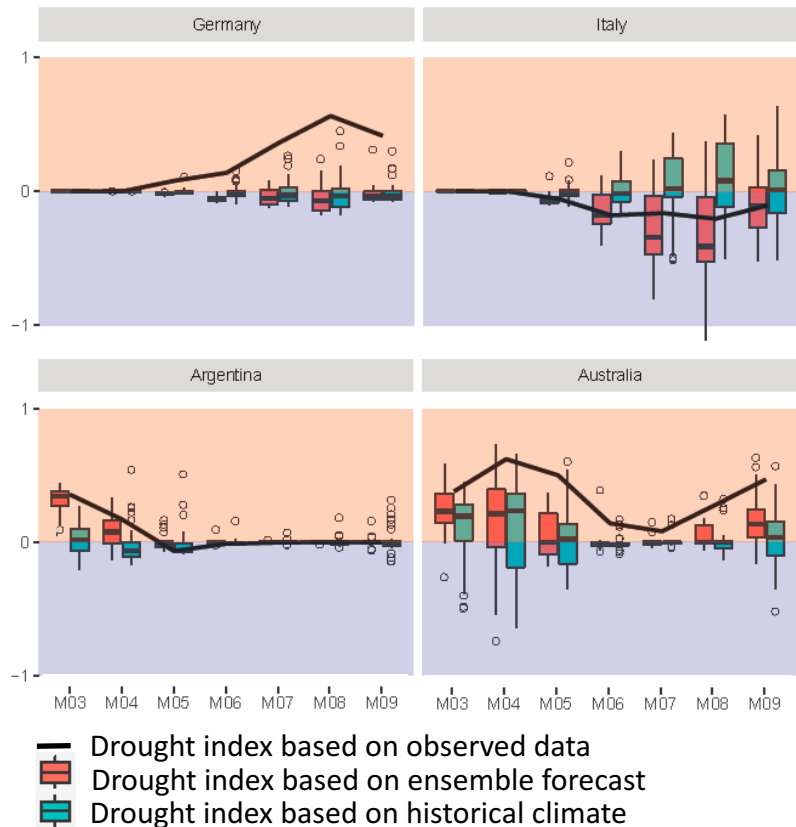 Germany Italy
1
0
−1
Argentina Australia
1
0
−1
M03 M04 M05 M06 M07 M08 M09 M03 M04 M05 M06 M07 M08 M09
Drought index based on observed data
Drought index based on ensemble forecast
Drought index based on historical climate